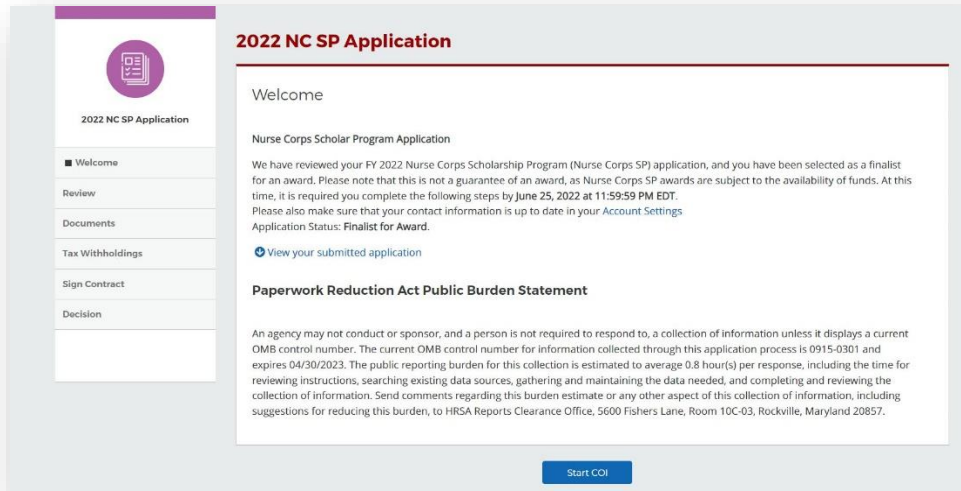 2022 NC SP Application
Welcome
Review
Documents
Tax Withholdings
Sign Contract
Decision
2022 NC SP Application
Welcome
Nurse Corps Scholar Program Application
We have reviewed your FY 2022 Nurse Corps Scholarship Program (Nurse Corps SP) application, and you have been selected as a finalist
for an award. Please note that this is not a guarantee of an award, as Nurse Corps SP awards are subject to the availability of funds. At this
time, it is required you complete the following steps by June 25, 2022 at 11:59:59 PM EDT.
Please also make sure that your contact information is up to date in your Account Settings
Application Status: Finalist for Award.
View your submitted application
Paperwork Reduction Act Public Burden Statement
An agency may not conduct or sponsor, and a person is not required to respond to, a collection of information unless it displays a current
OMB control number. The current OMB control number for information collected through this application process is 0915-0301 and
expires 04/30/2023. The public reporting burden for this collection is estimated to average 0.8 hour(s) per response, including the time for
reviewing instructions, searching existing data sources, gathering and maintaining the data needed, and completing and reviewing the
collection of information. Send comments regarding this burden estimate or any other aspect of this collection of information, including
suggestions for reducing this burden, to HRSA Reports Clearance Office, 5600 Fishers Lane, Room 10C-03, Rockville, Maryland 20857.
Start COI